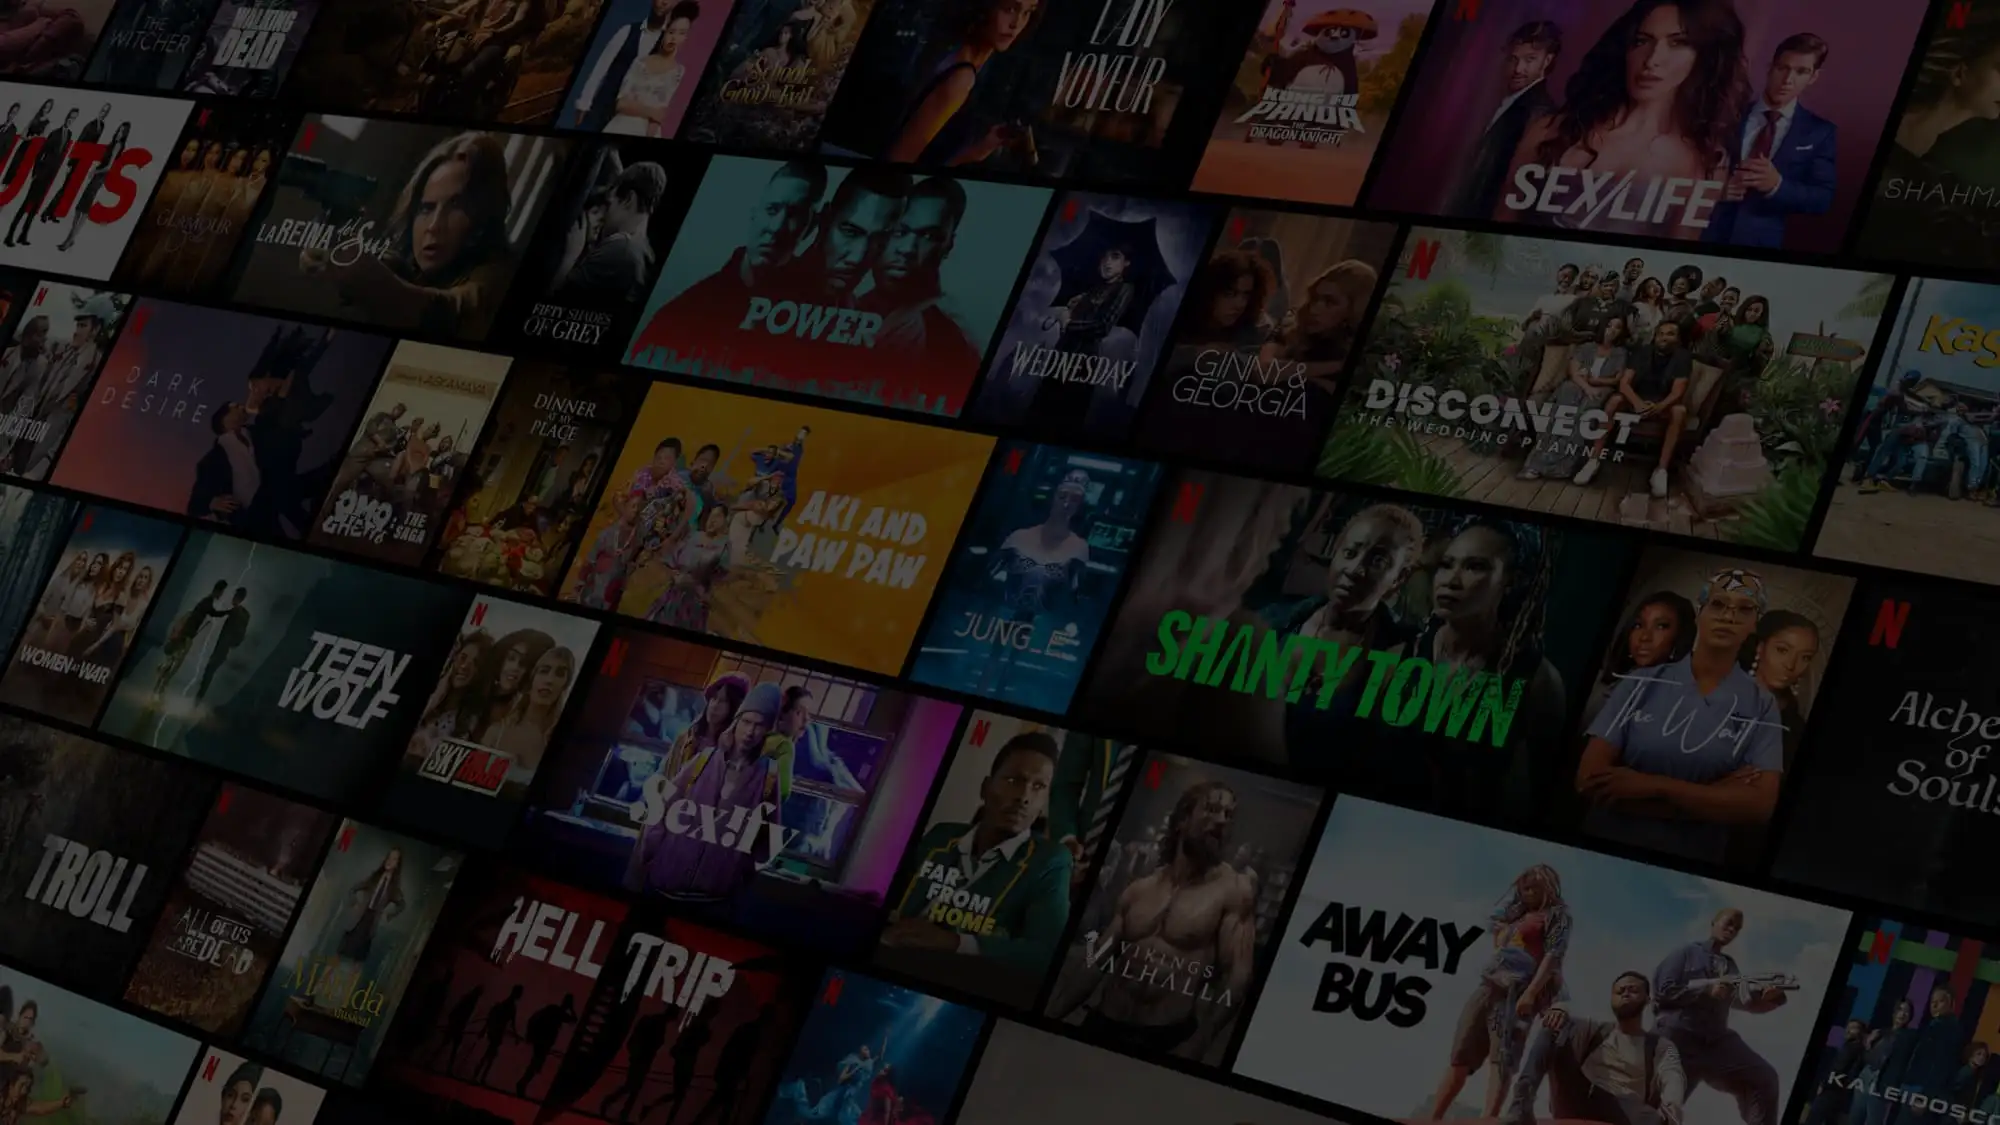 THE
WITCHER
WALKING
DEAD
School
Good and Evil
LADY
VOYEUR
KUNG FU
PANDA
THE
DRAGON KNIGHT
N
SEX/LIFE
N
SHAHMA
UITS
GLAMOUR
LA REINA del Sur
FIFTY SHADES
OF GREY
POWER
WEDNESDAY
GINNY &
GEORGIA
N
DISCONNECT
THE WEDDING PLANNER
Kag
N
UCATION
DARK
DESIRE
OMO
GHETTO: THE
SAGA
DINNER
AT MY
PLACE
AKI AND
PAW PAW
N
JUNG_E
N
SHANTY TOWN
The Wait
N
Alche
of
Souls
WOMEN AT WAR
TEEN
WOLF
N
SKY ROJO
N
Sex!fy
N
FAR
FROM
HOME
N
VIKINGS
VALHALLA
AWAY
BUS
TROLL
N
ALL OF US
ARE DEAD
N
Matilda
musical
HELL TRIP
N
N
N
KALEIDOSCO